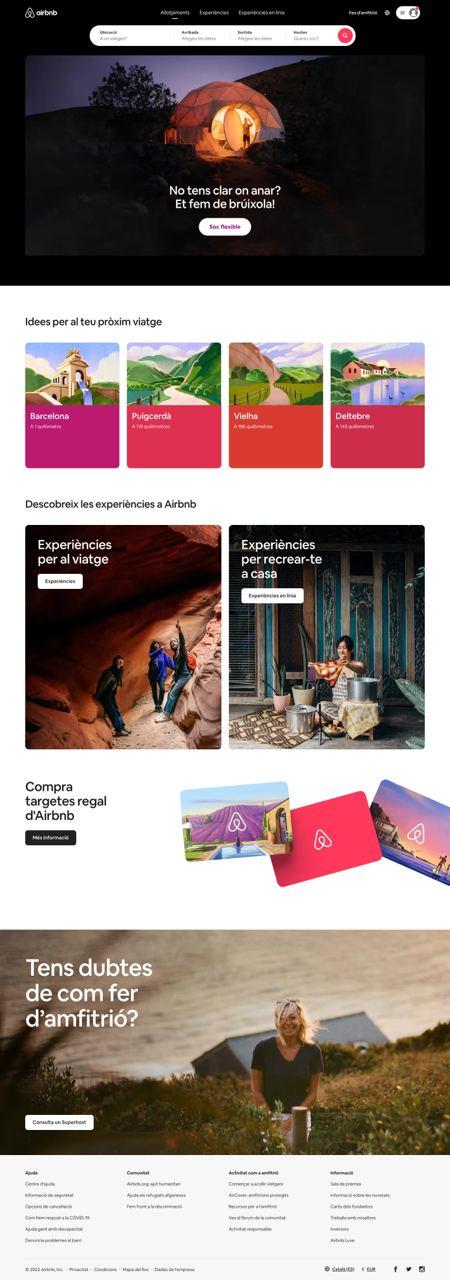 airbnb
Allotjaments
Experiències
Experiències en línia
Fes d'amfitrió
Ubicació
A on viatges?
Arribada
Afegeix les dates
Sortida
Afegeix les dates
Hostes
Quants sou?
No tens clar on anar?
Et fem de brúixola!
Soc flexible
Idees per al teu pròxim viatge
Barcelona
A 1 quilòmetre
Puigcerdà
A 119 quilòmetres
Vielha
A 186 quilòmetres
Deltebre
A 143 quilòmetres
Descobreix les experiències a Airbnb
Experiències
per al viatge
Experiències
Experiències
per recrear-te
a casa
Experiències en línia
Compra
targetes regal
d'Airbnb
Més informació
Tens dubtes
de com fer
d'amfitrió?
Consulta un Superhost
Ajuda
Centre d'ajuda
Informació de seguretat
Opcions de cancel·lació
Com hem respost a la COVID-19
Ajuda gent amb discapacitat
Denuncia problemes al barri
Comunitat
Airbnb.org: ajut humanitari
Ajuda els refugiats afganesos
Fem front a la discriminació
Activitat com a amfitrió
Començar a acollir viatgers
AirCover: amfitrions protegits
Recursos per a l'amfitrió
Ves al fòrum de la comunitat
Activitat responsable
Informació
Sala de premsa
Informació sobre les novetats
Carta dels fundadors
Treballa amb nosaltres
Inversors
Airbnb Luxe
© 2022 Airbnb, Inc. · Privacitat · Condicions · Mapa del lloc · Dades de l'empresa
Català (ES)
€ EUR